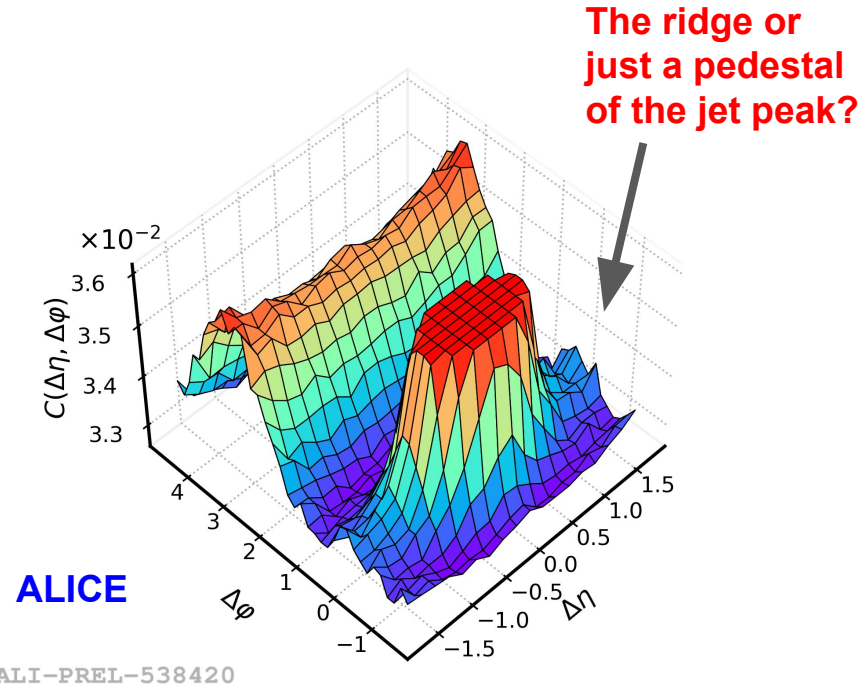 The ridge or
just a pedestal
of the jet peak?
×10⁻²
3.6
3.5
3.4
3.3
C(Δη, Δφ)
4
3
2
1
0
−1
Δφ
1.5
1.0
0.5
0.0
−0.5
−1.0
−1.5
Δη
ALICE
ALI−PREL−538420